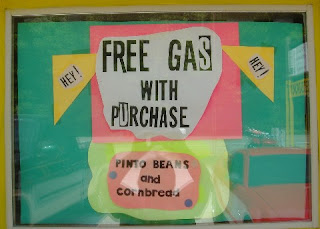 HEY!
FREE GAS
HEY!
WITH
PURCHASE
PINTO BEANS
and
cornbread